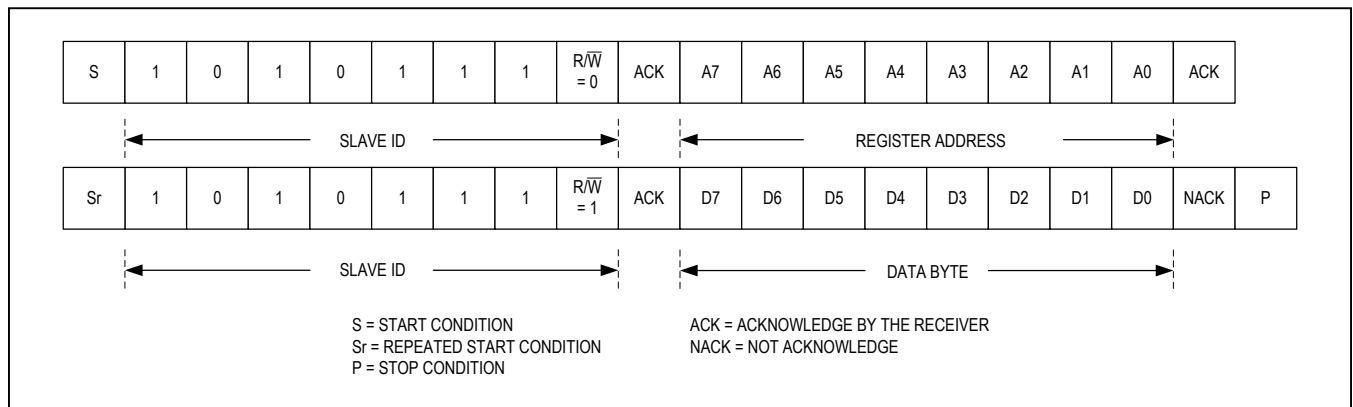 S 1 0 1 0 1 1 1 R/W̅ = 0 ACK A7 A6 A5 A4 A3 A2 A1 A0 ACK
SLAVE ID REGISTER ADDRESS
Sr 1 0 1 0 1 1 1 R/W̅ = 1 ACK D7 D6 D5 D4 D3 D2 D1 D0 NACK P
SLAVE ID DATA BYTE
S = START CONDITION ACK = ACKNOWLEDGE BY THE RECEIVER
Sr = REPEATED START CONDITION NACK = NOT ACKNOWLEDGE
P = STOP CONDITION